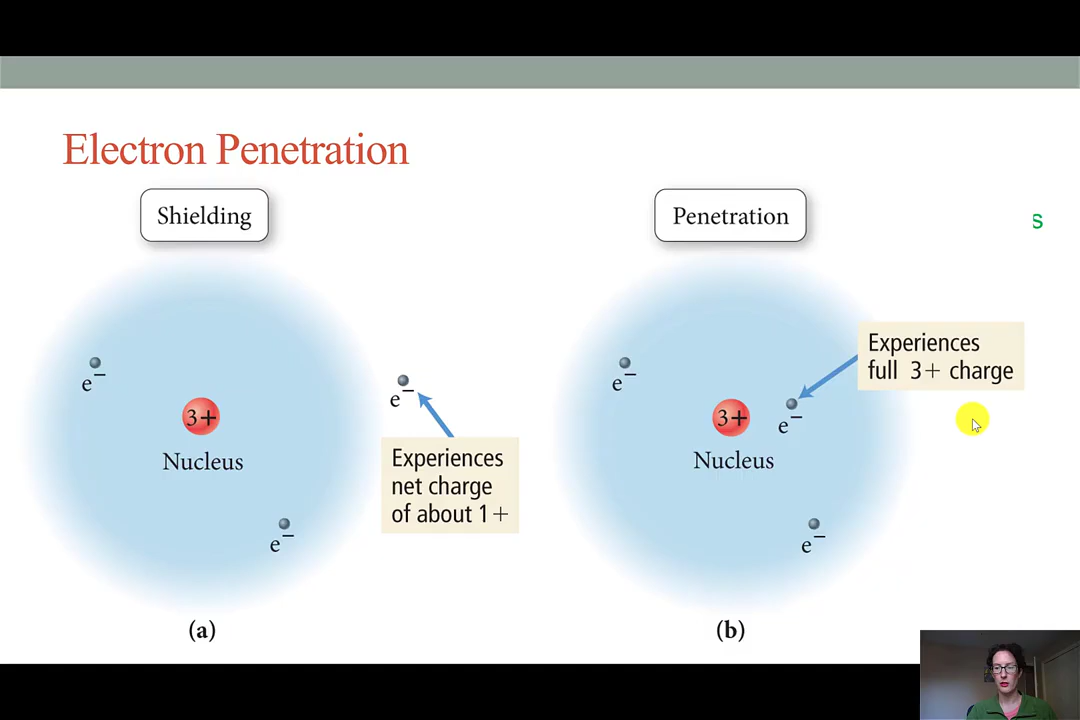 Electron Penetration
Shielding
Penetration
s
e−
3+
Nucleus
e−
e−
Experiences
net charge
of about 1+
(a)
e−
3+
Nucleus
e−
e−
Experiences
full 3+ charge
(b)